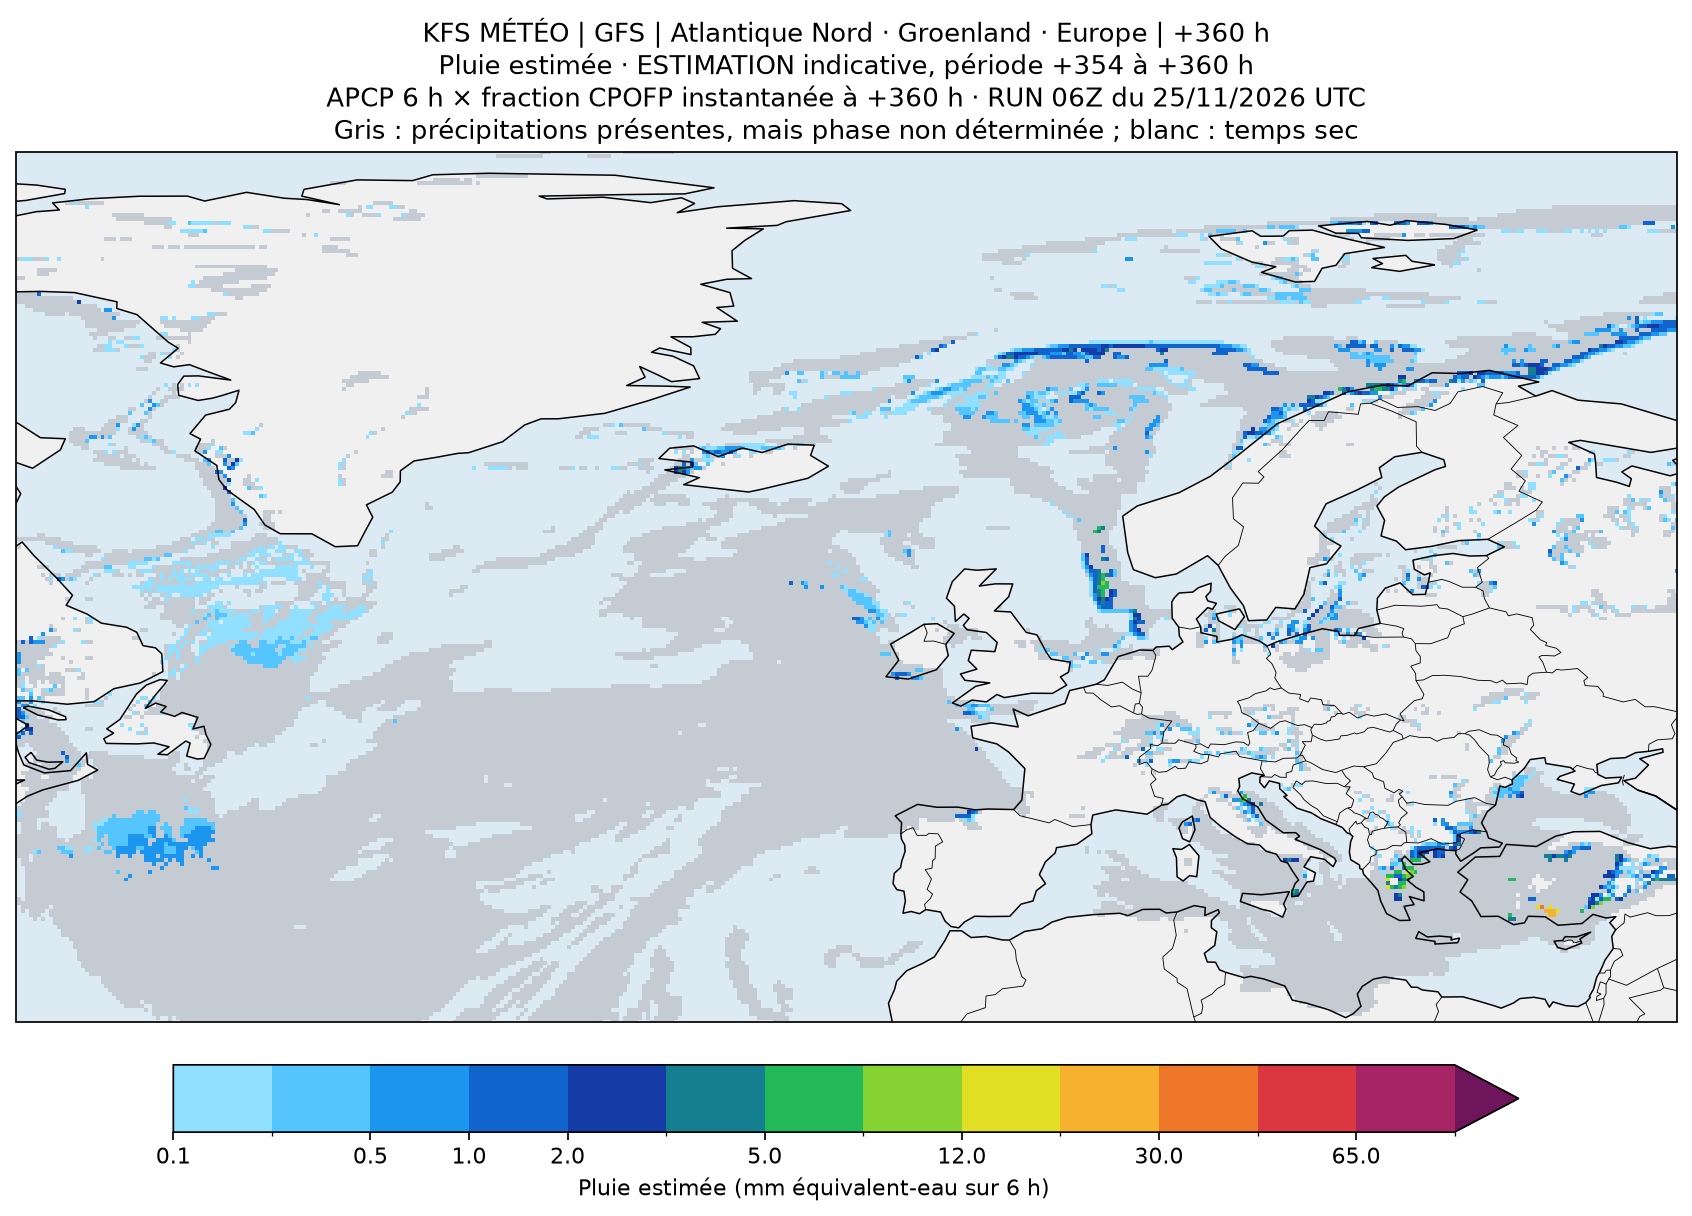 KFS MÉTÉO | GFS | Atlantique Nord · Groenland · Europe | +360 h
Pluie estimée · ESTIMATION indicative, période +354 à +360 h
APCP 6 h × fraction CPOFP instantanée à +360 h · RUN 06Z du 25/11/2026 UTC
Gris : précipitations présentes, mais phase non déterminée ; blanc : temps sec
0.1 0.5 1.0 2.0 5.0 12.0 30.0 65.0
Pluie estimée (mm équivalent-eau sur 6 h)